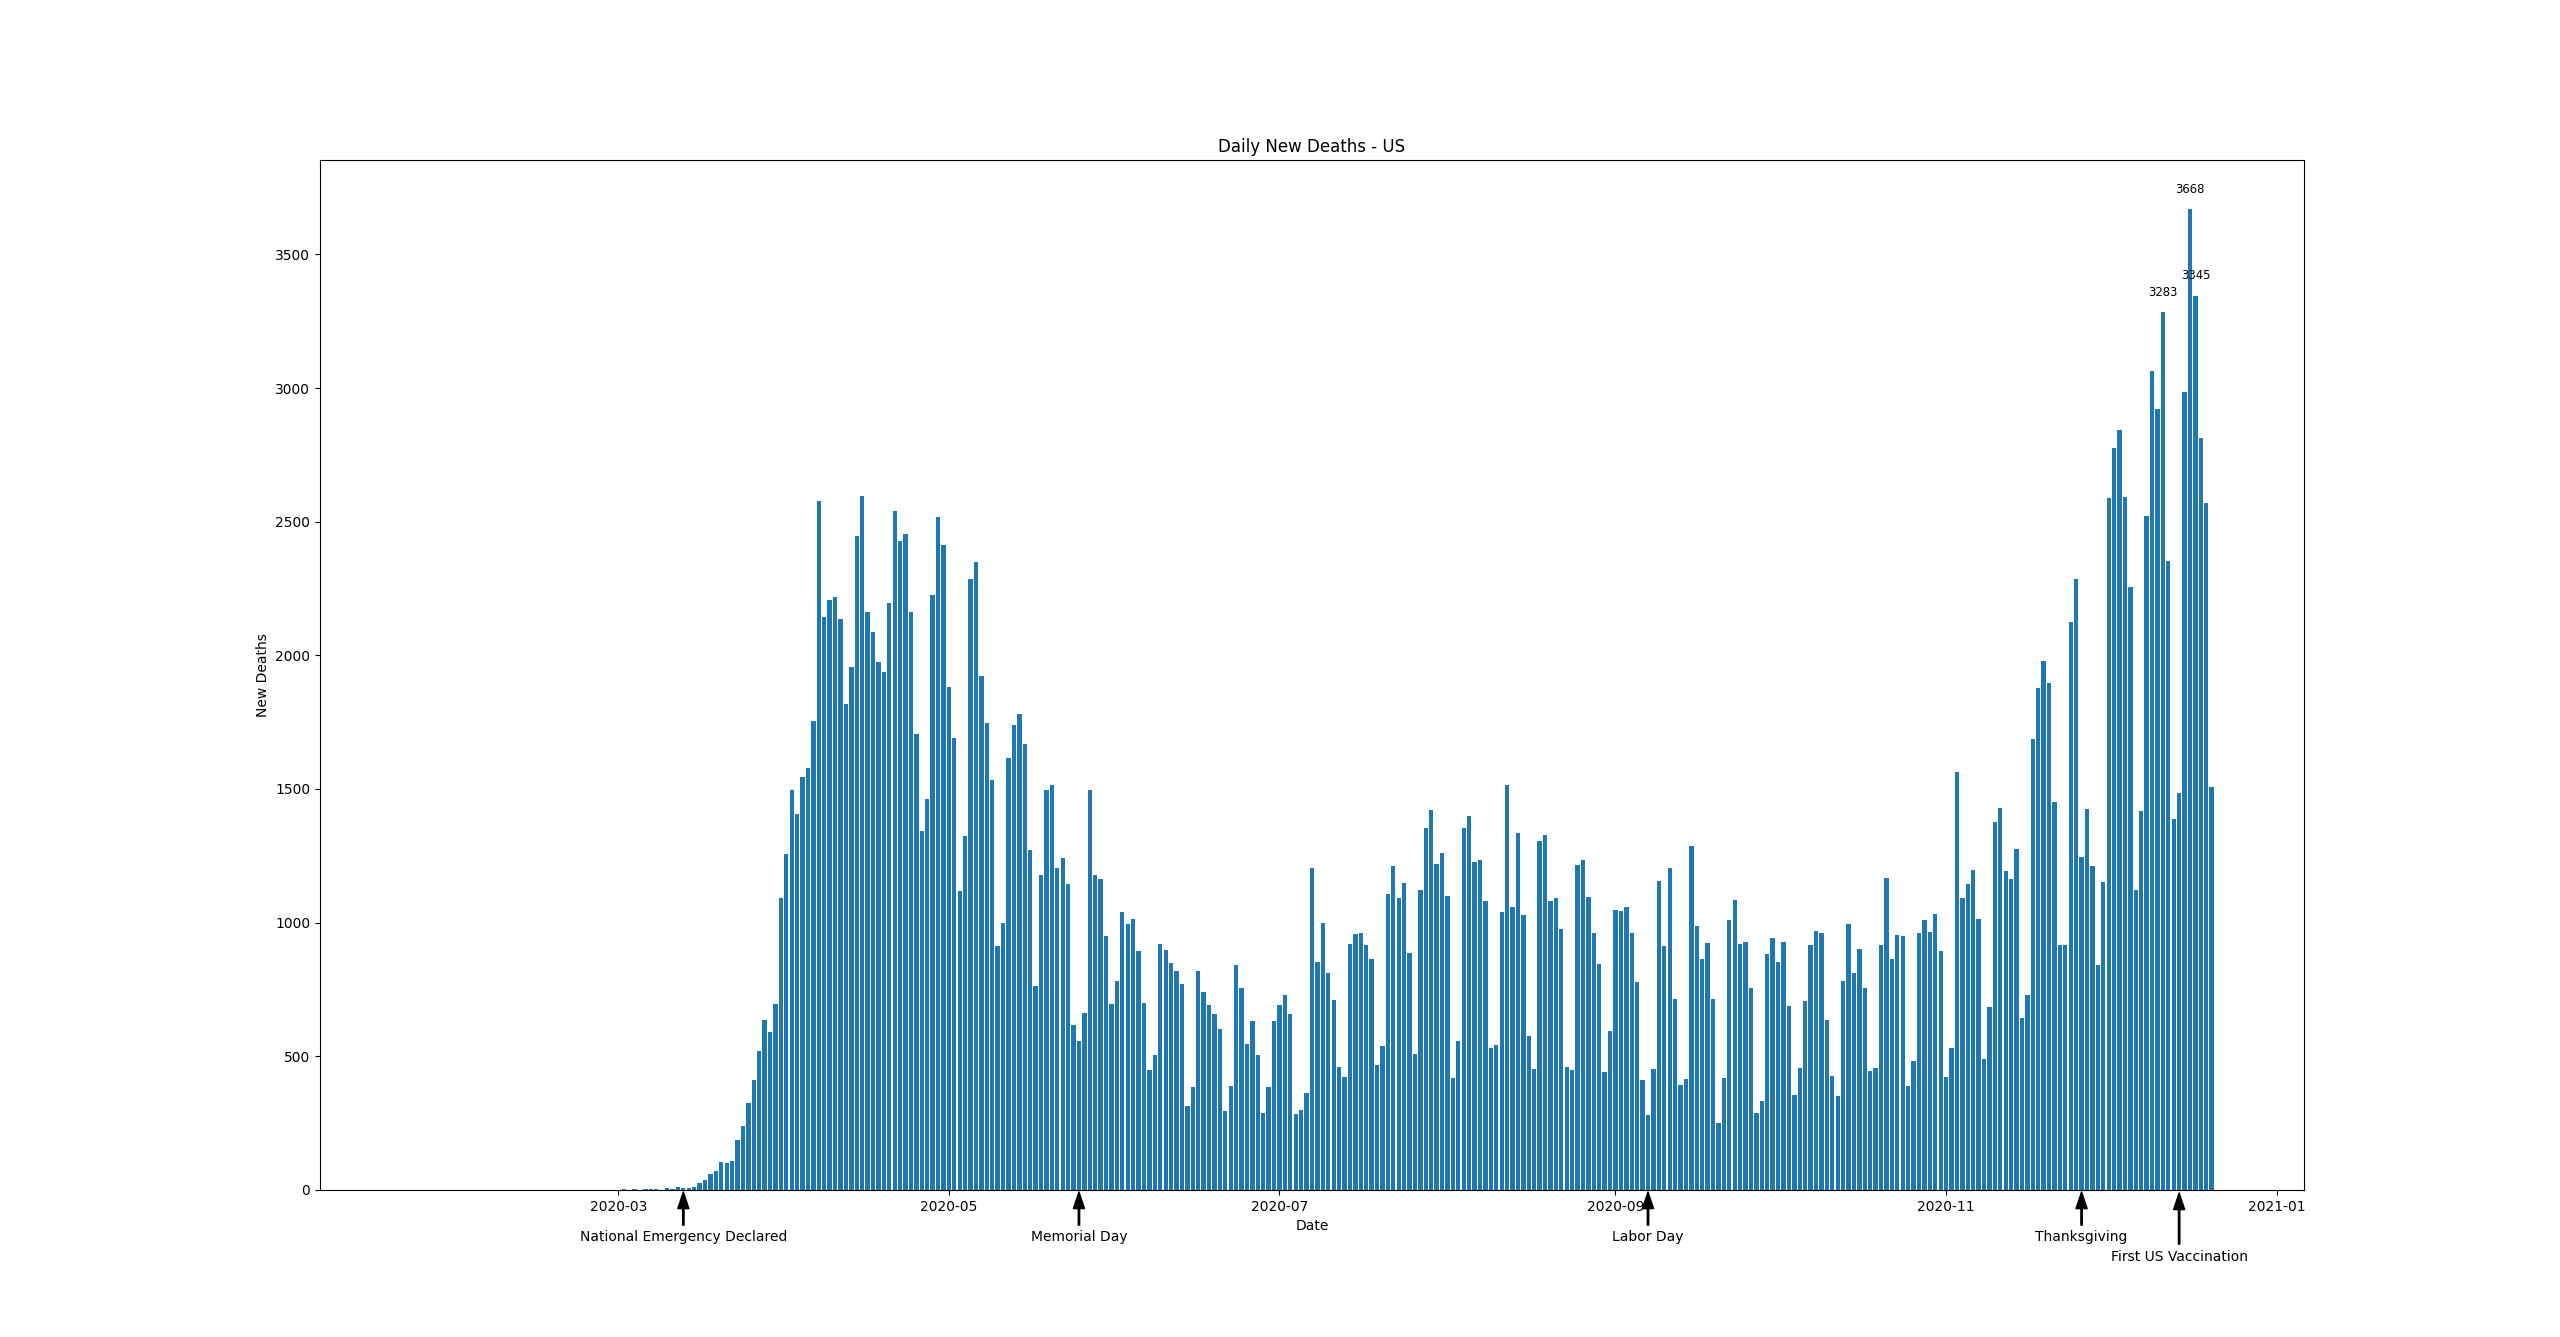 Daily New Deaths - US
3668
3345
3283
3500
3000
2500
2000
1500
1000
500
0
New Deaths
2020-03
2020-05
2020-07
2020-09
2020-11
2021-01
Date
National Emergency Declared
Memorial Day
Labor Day
Thanksgiving
First US Vaccination